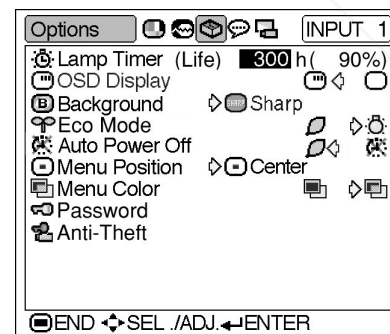 Options INPUT 1
Lamp Timer (Life) 300 h( 90%)
OSD Display
B Background SHARP Sharp
Eco Mode
Auto Power Off
Menu Position Center
Menu Color
Password
Anti-Theft
END SEL ./ADJ. ENTER